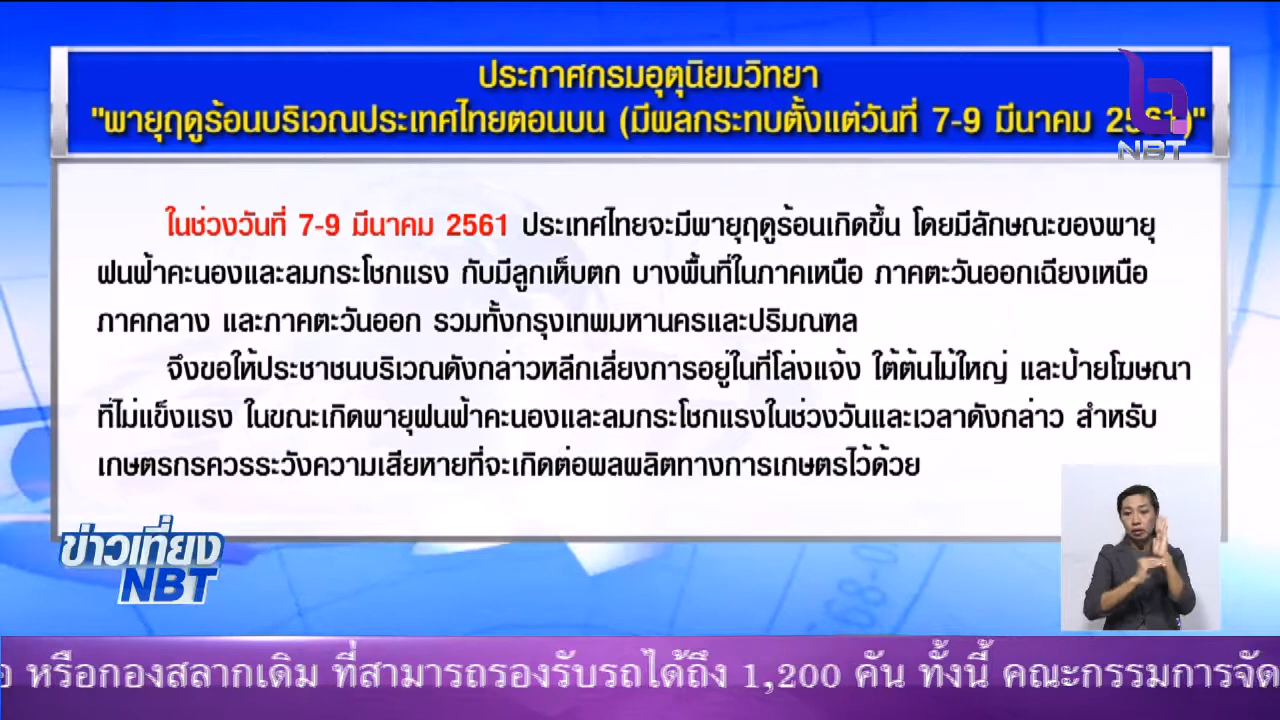 ประกาศกรมอุตุนิยมวิทยา
"พายุฤดูร้อนบริเวณประเทศไทยตอนบน (มีผลกระทบตั้งแต่วันที่ 7-9 มีนาคม 2561)"
NBT
ในช่วงวันที่ 7-9 มีนาคม 2561 ประเทศไทยจะมีพายุฤดูร้อนเกิดขึ้น โดยมีลักษณะของพายุ
ฝนฟ้าคะนองและลมกระโชกแรง กับมีลูกเห็บตก บางพื้นที่ในภาคเหนือ ภาคตะวันออกเฉียงเหนือ
ภาคกลาง และภาคตะวันออก รวมทั้งกรุงเทพมหานครและปริมณฑล
จึงขอให้ประชาชนบริเวณดังกล่าวหลีกเลี่ยงการอยู่ในที่โล่งแจ้ง ใต้ต้นไม้ใหญ่ และป้ายโฆษณา
ที่ไม่แข็งแรง ในขณะเกิดพายุฝนฟ้าคะนองและลมกระโชกแรงในช่วงวันและเวลาดังกล่าว สำหรับ
เกษตรกรควรระวังความเสียหายที่จะเกิดต่อผลผลิตทางการเกษตรไว้ด้วย
ข่าวเที่ยง
NBT
หรือกองสลากเดิม ที่สามารถรองรับรถได้ถึง 1,200 คัน ทั้งนี้ คณะกรรมการจัด